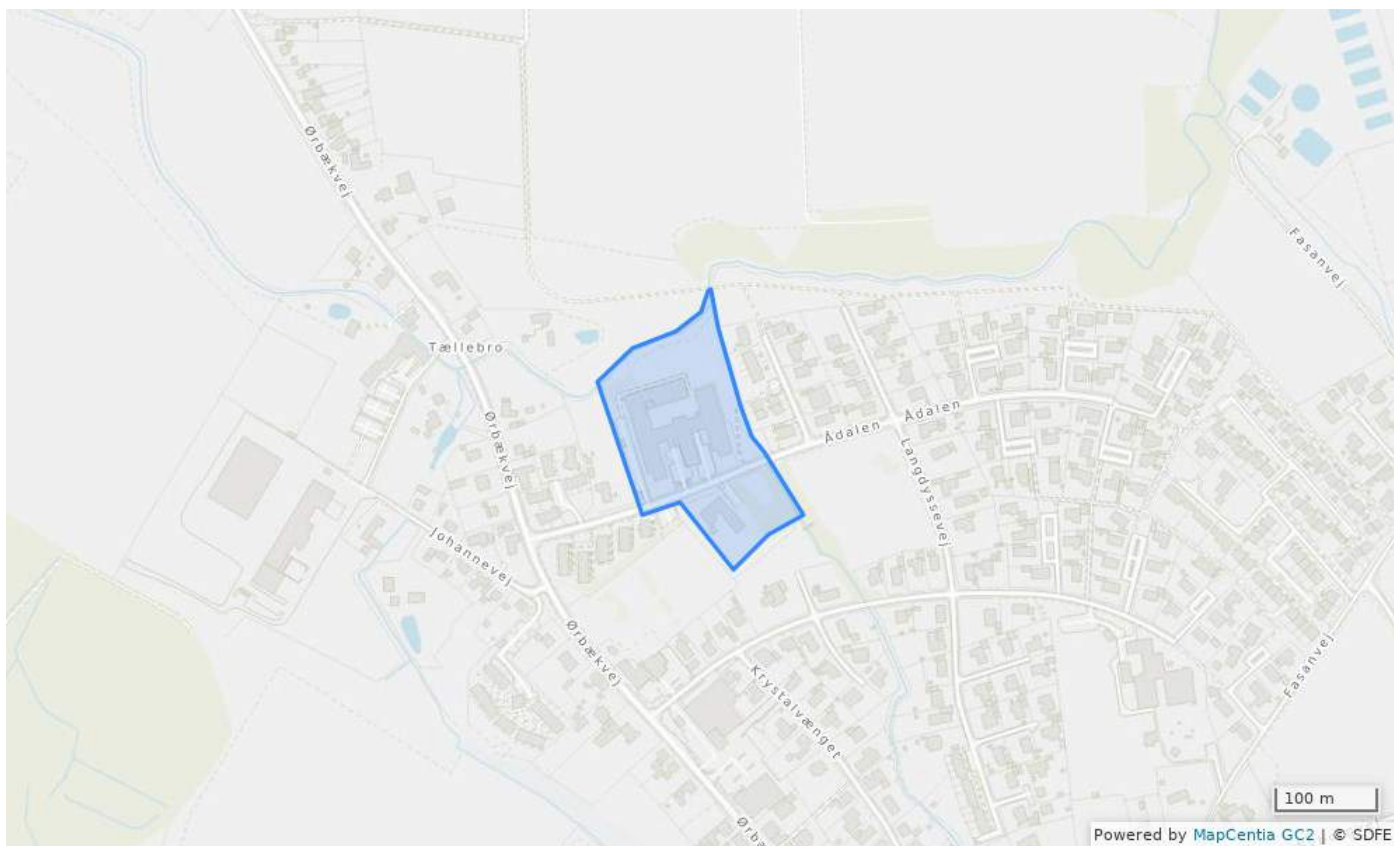 Ørbækvej
Fasanvej
Tællebro
Ørbækvej
Ådalen
Ådalen
Langdyssevej
Johannevej
Ørbækvej
Krystalvænget
Fasanvej
100 m
Powered by MapCentia GC2 | © SDFE